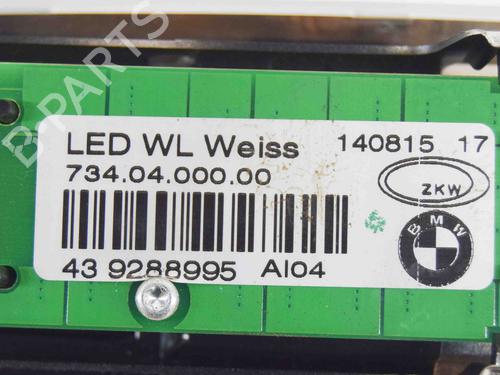 B-PARTS
LED WL Weiss 140815 17
734.04.000.00
ZKW
BMW
43 9288995 AI04